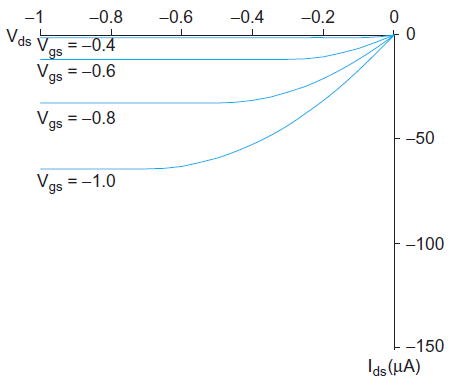 −1 −0.8 −0.6 −0.4 −0.2 0
Vds
0
Vgs = −0.4
Vgs = −0.6
Vgs = −0.8
−50
Vgs = −1.0
−100
−150
Ids(μA)